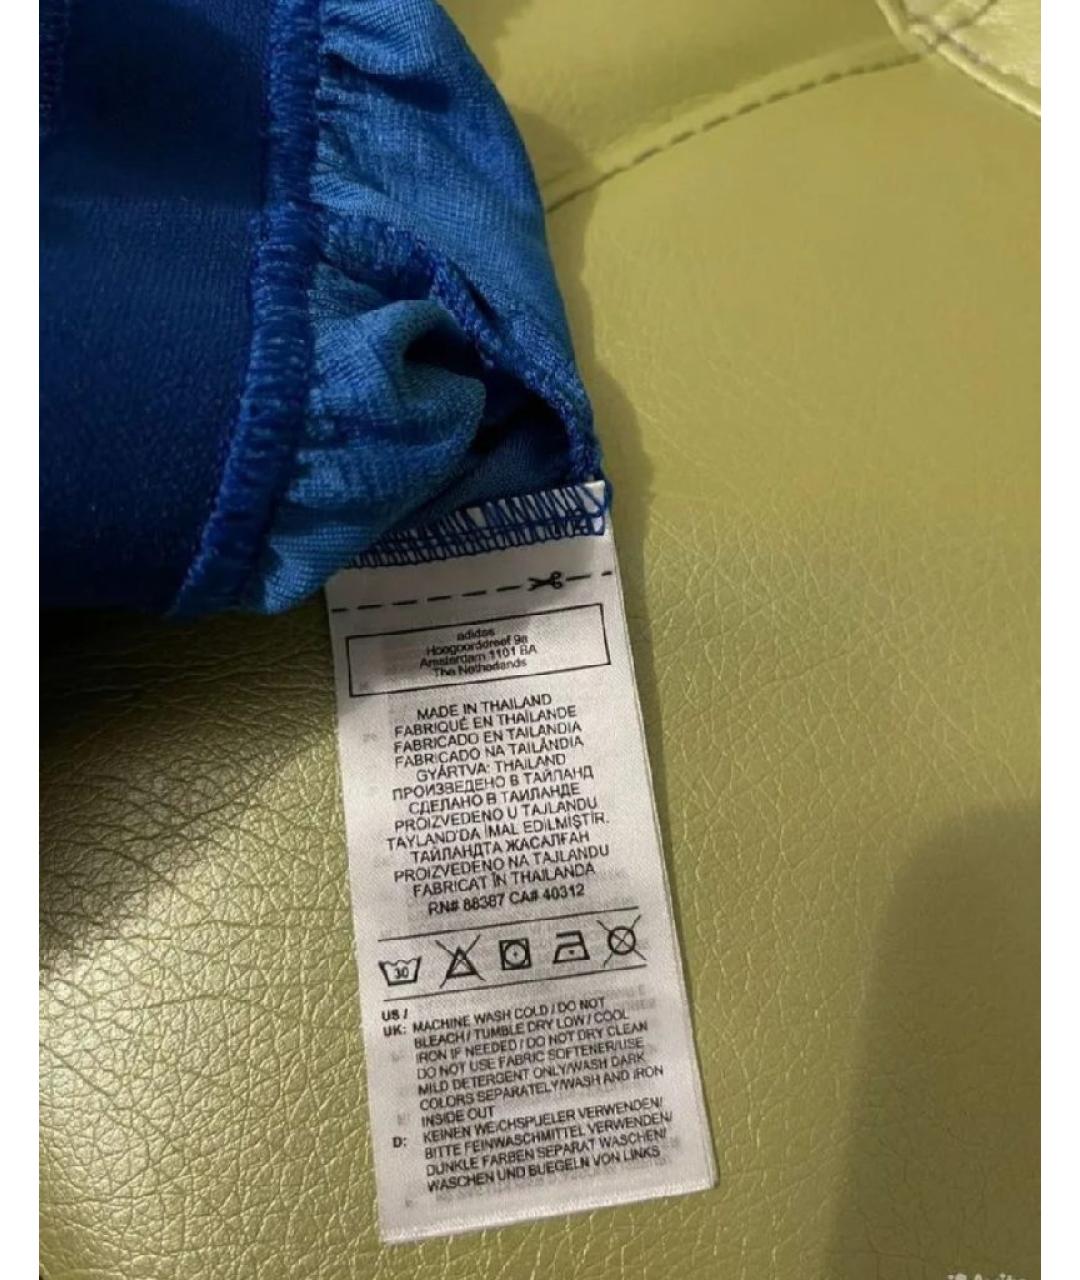 adidas
Hoogoorddreef 9a
Amsterdam 1101 BA
The Netherlands
MADE IN THAILAND
FABRIQUÉ EN THAÏLANDE
FABRICADO EN TAILANDIA
FABRICADO NA TAILÂNDIA
GYÁRTVA: THAILAND
ПРОИЗВЕДЕНО В ТАЙЛАНД
СДЕЛАНО В ТАИЛАНДЕ
PROIZVEDENO U TAJLANDU
TAYLAND'DA İMAL EDİLMİŞTİR.
ТАЙЛАНДТА ЖАСАЛҒАН
PROIZVEDENO NA TAJLANDU
FABRICAT ÎN THAILANDA
RN# 88387 CA# 40312
30
US /
UK: MACHINE WASH COLD / DO NOT
BLEACH / TUMBLE DRY LOW / COOL
IRON IF NEEDED / DO NOT DRY CLEAN
DO NOT USE FABRIC SOFTENER/USE
MILD DETERGENT ONLY/WASH DARK
COLORS SEPARATELY/WASH AND IRON
INSIDE OUT
D: KEINEN WEICHSPUELER VERWENDEN/
BITTE FEINWASCHMITTEL VERWENDEN/
DUNKLE FARBEN SEPARAT WASCHEN/
WASCHEN UND BUEGELN VON LINKS